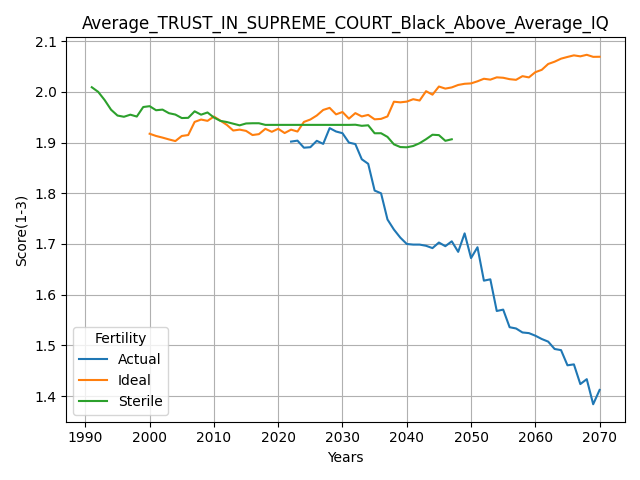 Average_TRUST_IN_SUPREME_COURT_Black_Above_Average_IQ
2.1
2.0
1.9
1.8
1.7
1.6
1.5
1.4
Score(1-3)
Fertility
Actual
Ideal
Sterile
1990 2000 2010 2020 2030 2040 2050 2060 2070
Years